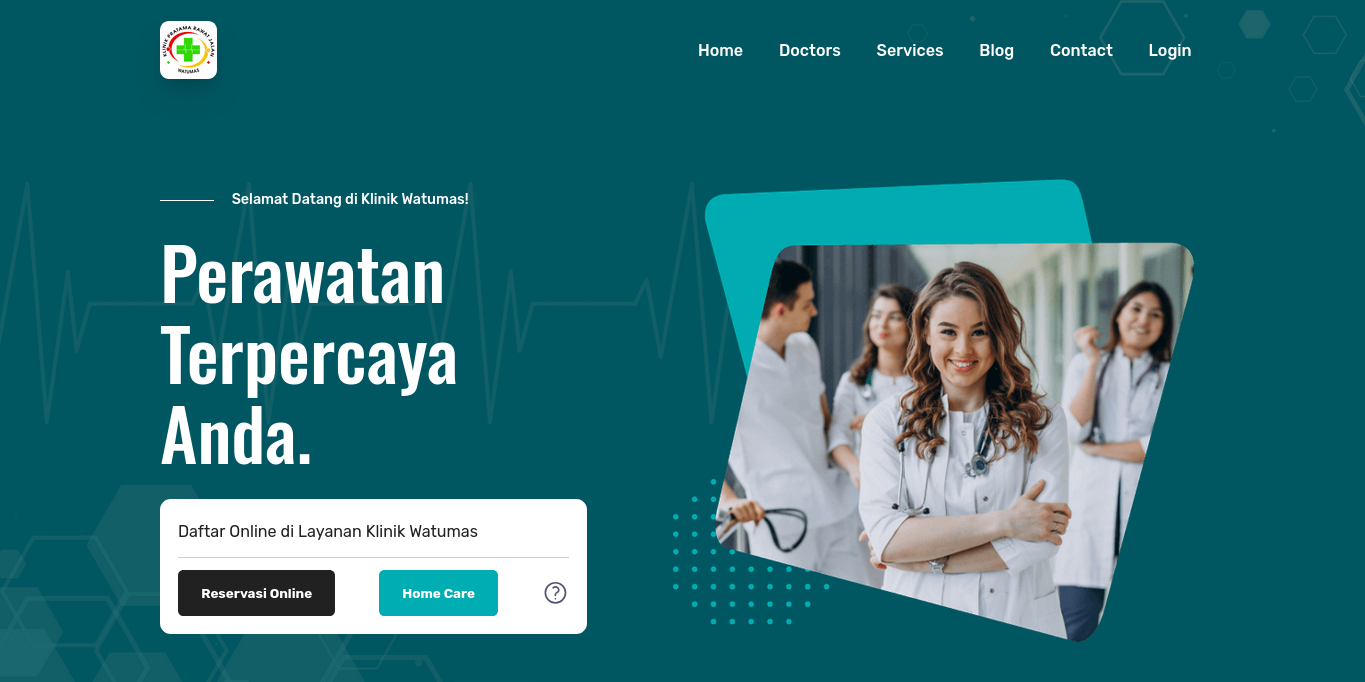 KLINIK PRATAMA RAWAT JALAN
WATUMAS
Home Doctors Services Blog Contact Login
Selamat Datang di Klinik Watumas!
Perawatan
Terpercaya
Anda.
Daftar Online di Layanan Klinik Watumas
Reservasi Online Home Care ?